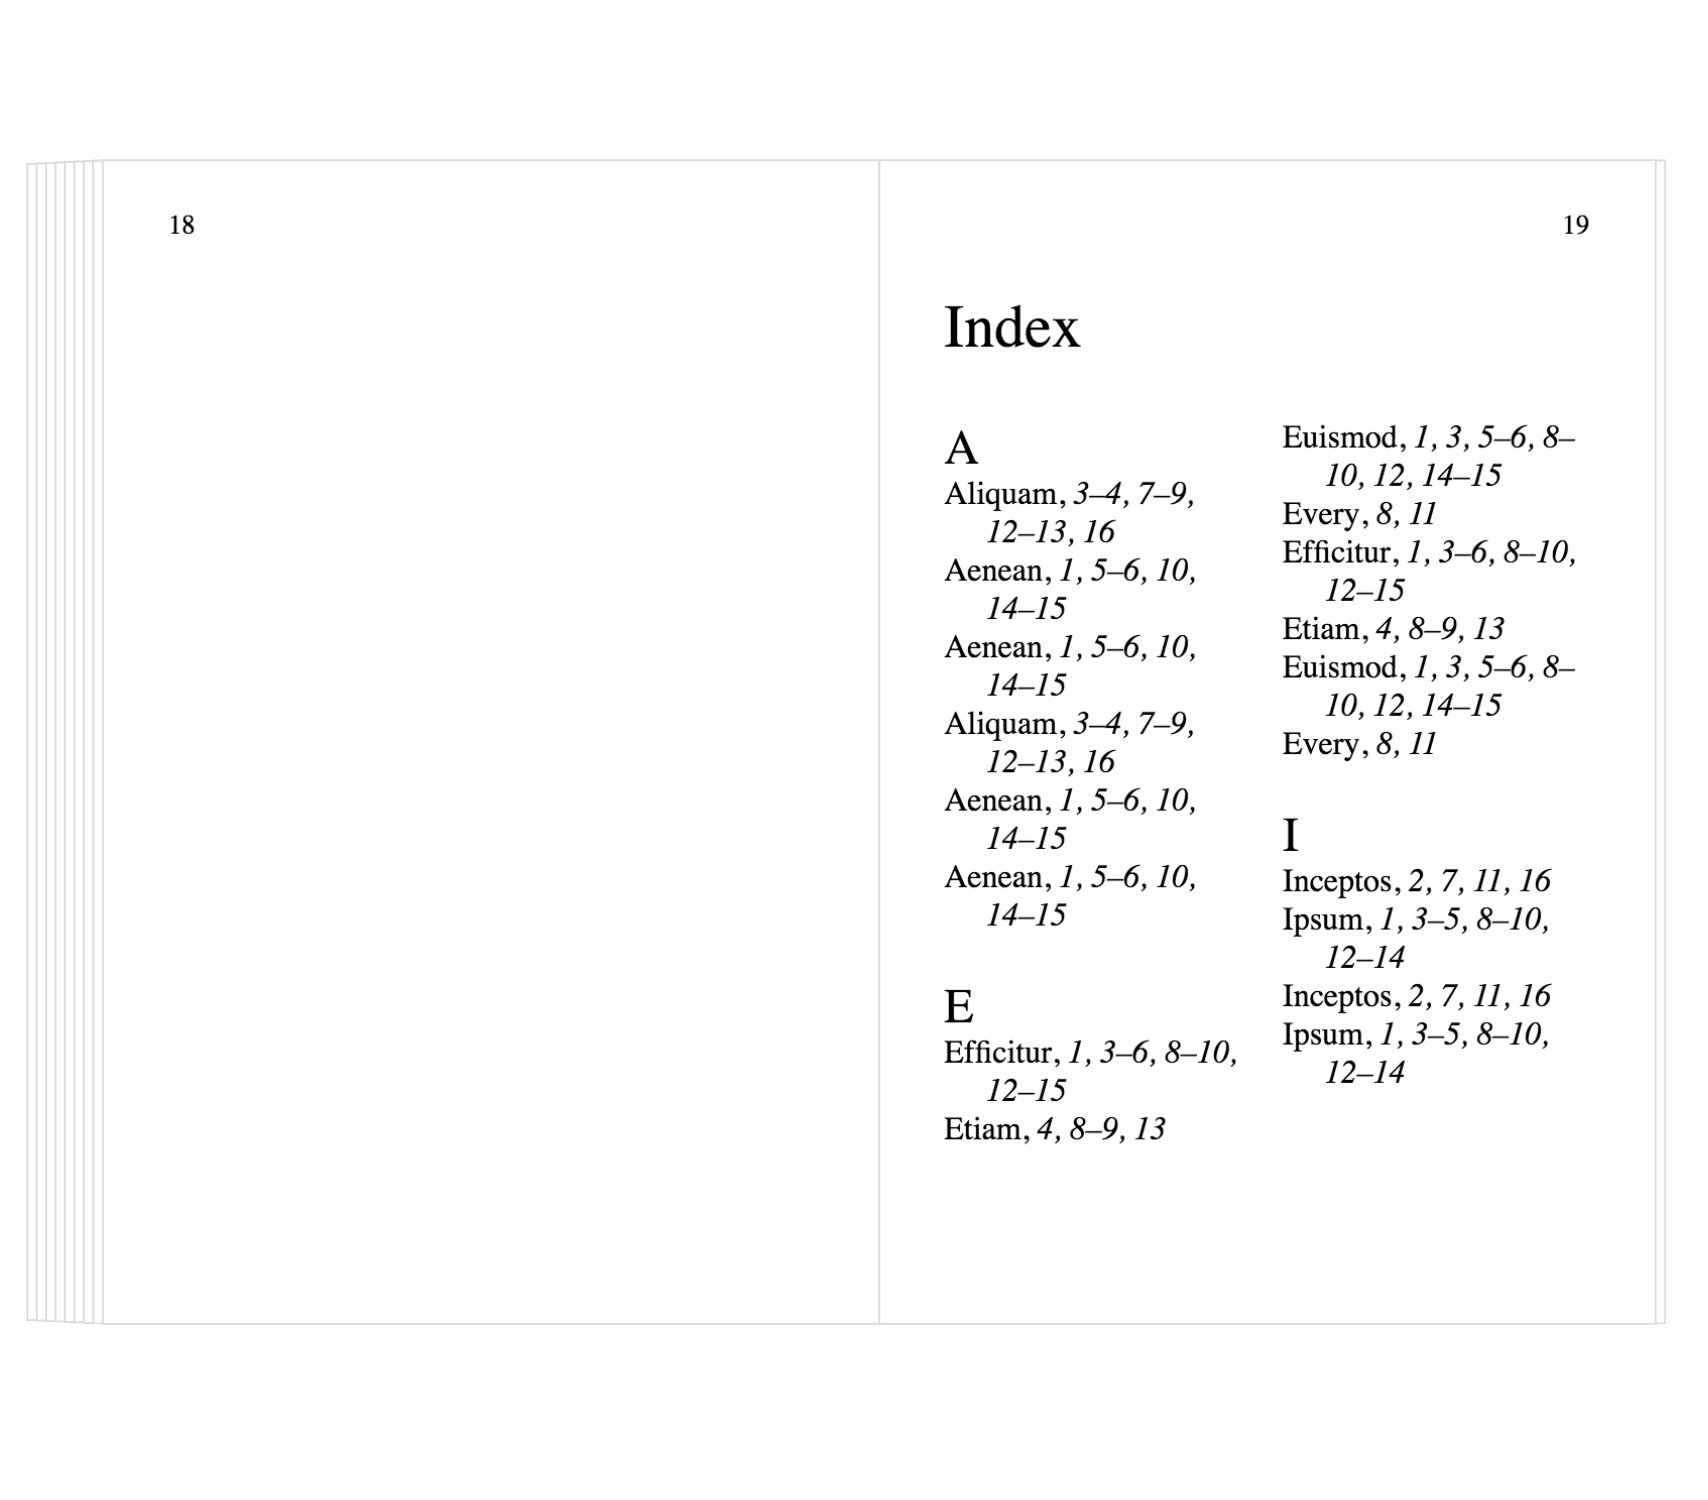 18
19
Index
A
Aliquam, 3–4, 7–9,
12–13, 16
Aenean, 1, 5–6, 10,
14–15
Aenean, 1, 5–6, 10,
14–15
Aliquam, 3–4, 7–9,
12–13, 16
Aenean, 1, 5–6, 10,
14–15
Aenean, 1, 5–6, 10,
14–15
E
Efficitur, 1, 3–6, 8–10,
12–15
Etiam, 4, 8–9, 13
Euismod, 1, 3, 5–6, 8–
10, 12, 14–15
Every, 8, 11
Efficitur, 1, 3–6, 8–10,
12–15
Etiam, 4, 8–9, 13
Euismod, 1, 3, 5–6, 8–
10, 12, 14–15
Every, 8, 11
I
Inceptos, 2, 7, 11, 16
Ipsum, 1, 3–5, 8–10,
12–14
Inceptos, 2, 7, 11, 16
Ipsum, 1, 3–5, 8–10,
12–14